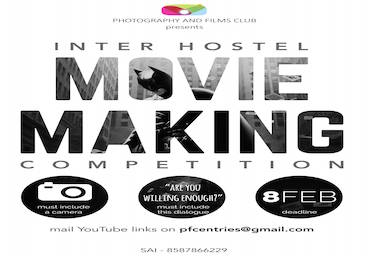 PHOTOGRAPHY AND FILMS CLUB
presents
INTER HOSTEL
MOVIE
MAKING
COMPETITION
must include
a camera
"ARE YOU
WILLING ENOUGH?"
must include
this dialogue
8FEB
deadline
mail YouTube links on pfcentries@gmail.com
SAI - 8587866229